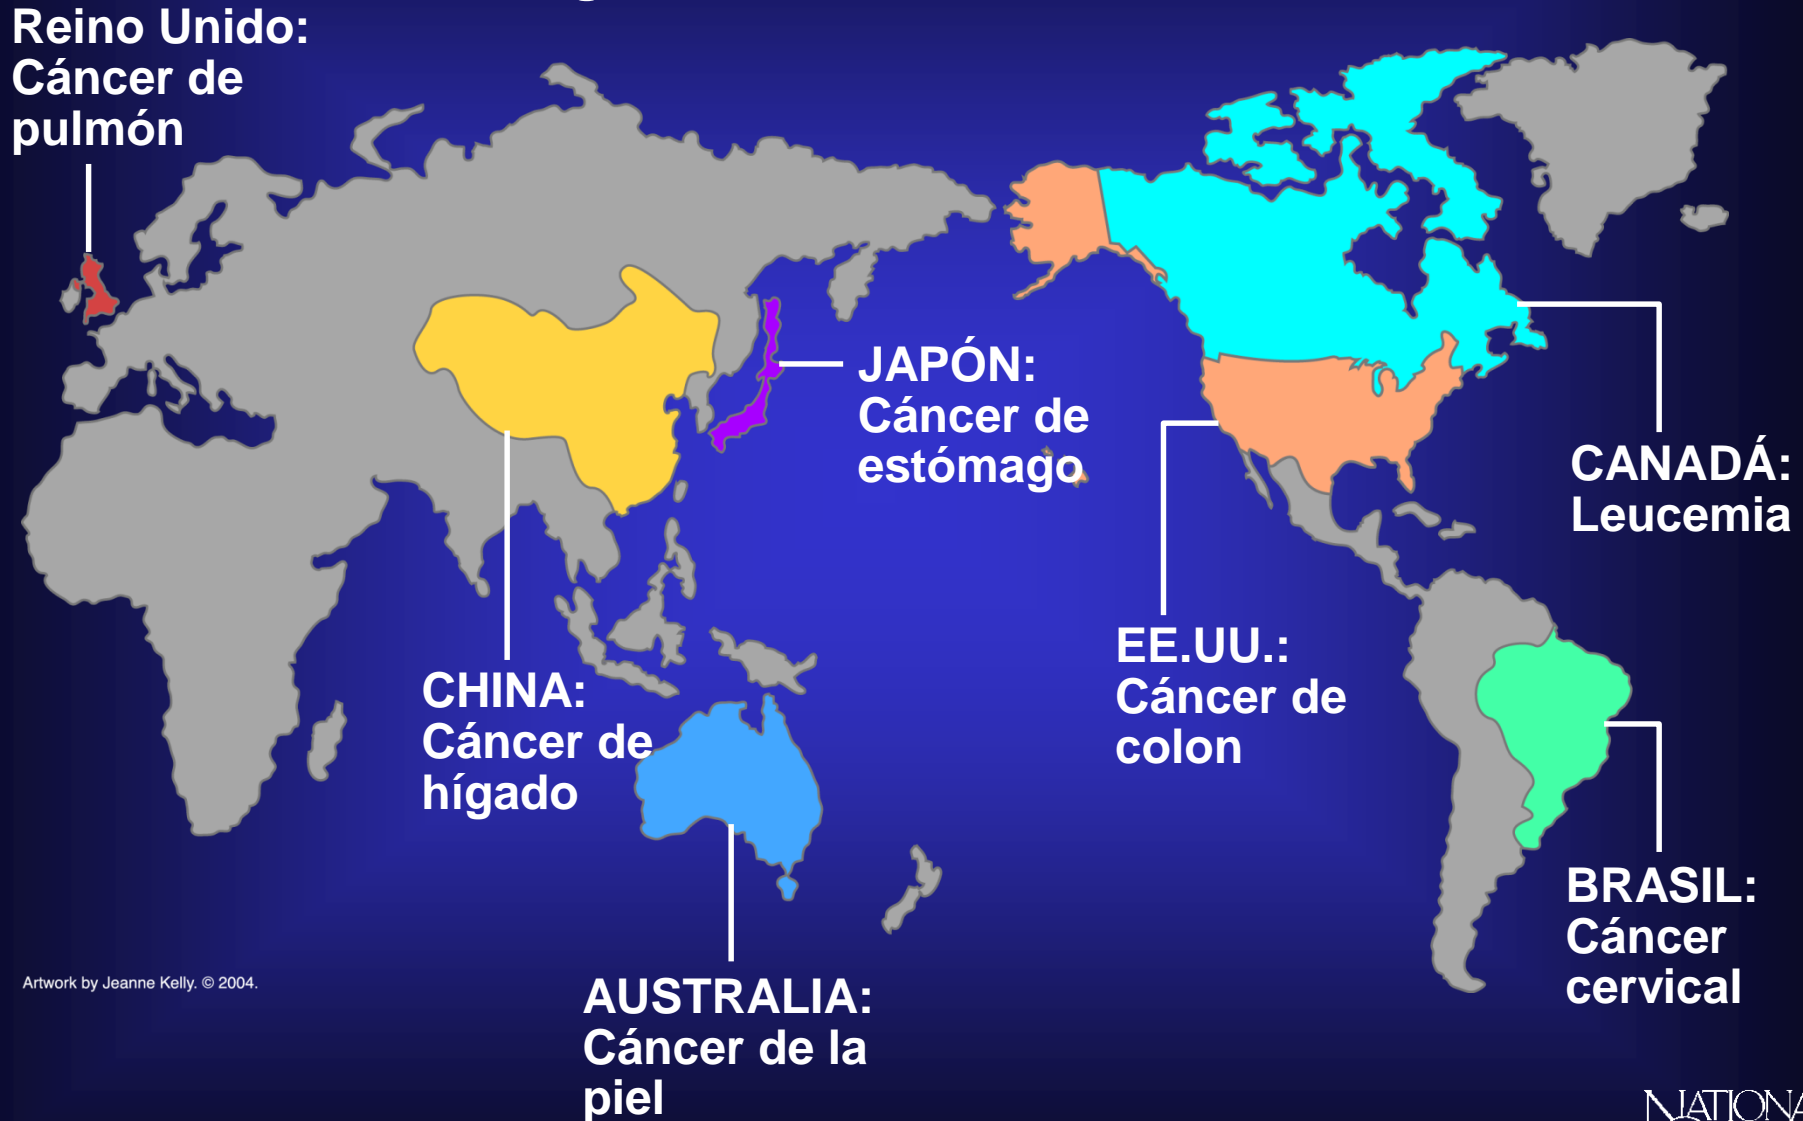 Reino Unido:
Cáncer de
pulmón
JAPÓN:
Cáncer de
estómago
CANADÁ:
Leucemia
EE.UU.:
Cáncer de
colon
CHINA:
Cáncer de
hígado
BRASIL:
Cáncer
cervical
AUSTRALIA:
Cáncer de la
piel
Artwork by Jeanne Kelly. © 2004.